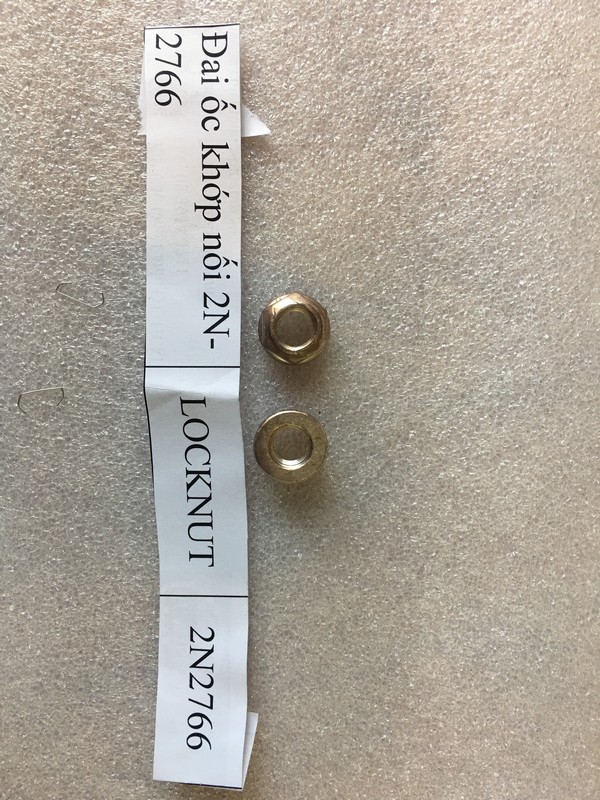 Đai ốc khớp nối 2N-
2766
LOCKNUT
2N2766